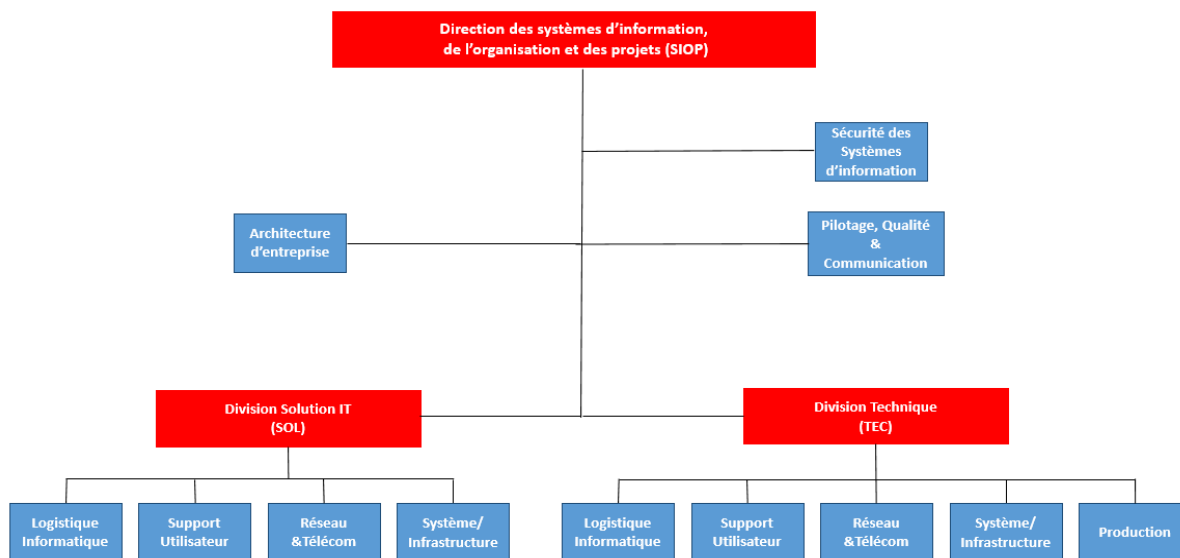 Direction des systèmes d’information,
de l’organisation et des projets (SIOP)
Sécurité des
Systèmes
d’information
Architecture
d’entreprise
Pilotage, Qualité
&
Communication
Division Solution IT
(SOL)
Division Technique
(TEC)
Logistique
Informatique
Support
Utilisateur
Réseau
&Télécom
Système/
Infrastructure
Logistique
Informatique
Support
Utilisateur
Réseau
&Télécom
Système/
Infrastructure
Production